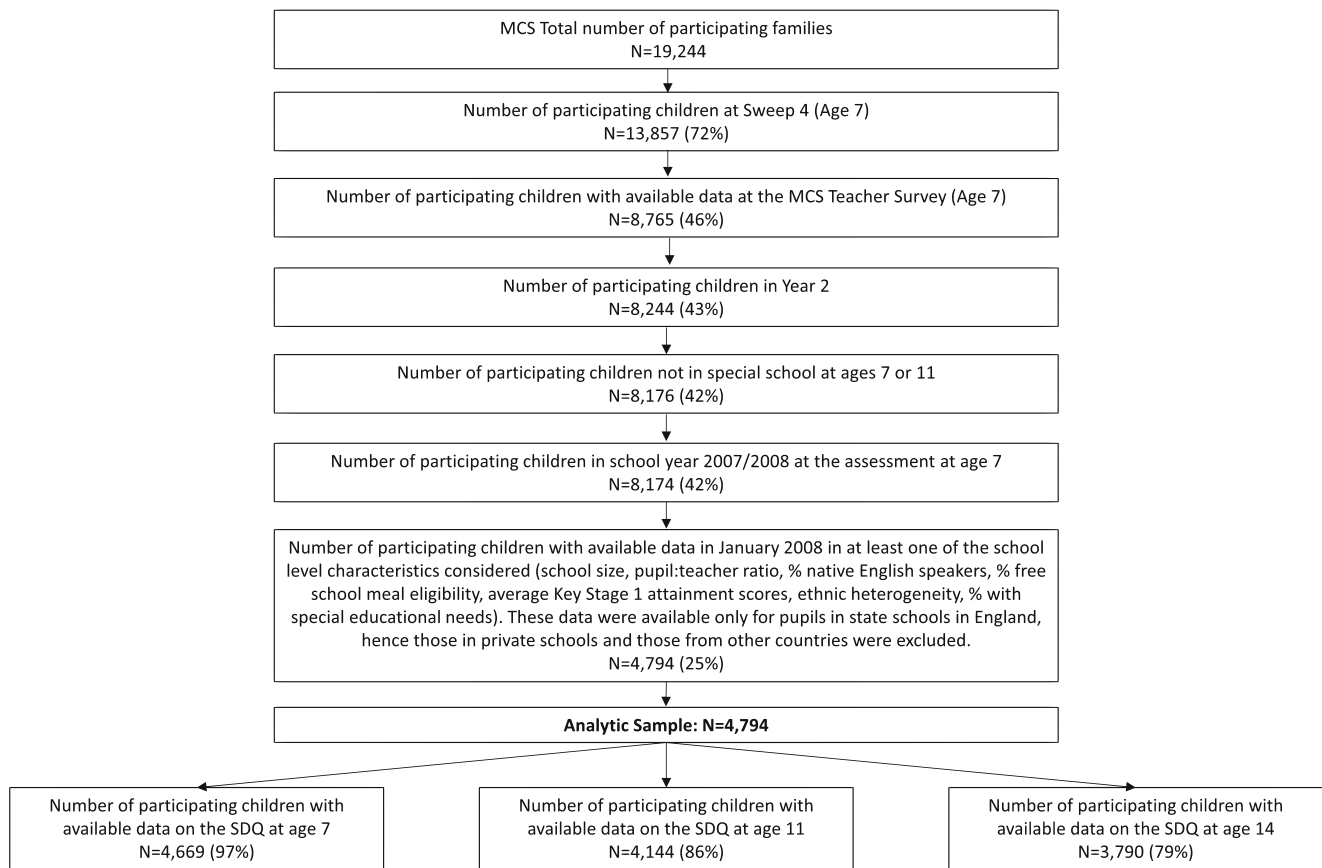 MCS Total number of participating families
N=19,244
Number of participating children at Sweep 4 (Age 7)
N=13,857 (72%)
Number of participating children with available data at the MCS Teacher Survey (Age 7)
N=8,765 (46%)
Number of participating children in Year 2
N=8,244 (43%)
Number of participating children not in special school at ages 7 or 11
N=8,176 (42%)
Number of participating children in school year 2007/2008 at the assessment at age 7
N=8,174 (42%)
Number of participating children with available data in January 2008 in at least one of the school
level characteristics considered (school size, pupil:teacher ratio, % native English speakers, % free
school meal eligibility, average Key Stage 1 attainment scores, ethnic heterogeneity, % with
special educational needs). These data were available only for pupils in state schools in England,
hence those in private schools and those from other countries were excluded.
N=4,794 (25%)
Analytic Sample: N=4,794
Number of participating children with
available data on the SDQ at age 7
N=4,669 (97%)
Number of participating children with
available data on the SDQ at age 11
N=4,144 (86%)
Number of participating children with
available data on the SDQ at age 14
N=3,790 (79%)